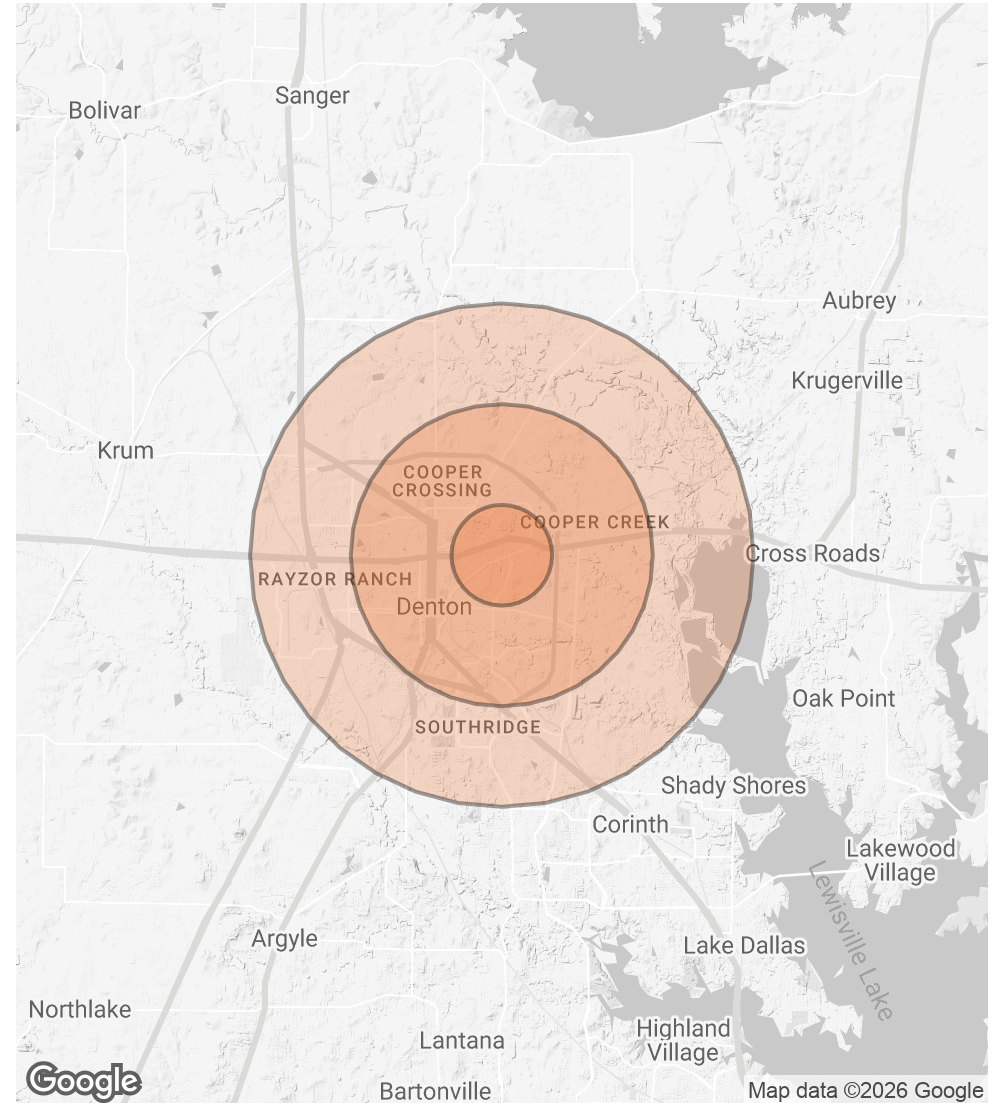 Sanger
Bolivar
Aubrey
Krugerville
Krum
COOPER
CROSSING
COOPER CREEK
Cross Roads
RAYZOR RANCH
Denton
Oak Point
SOUTHRIDGE
Shady Shores
Corinth
Lakewood
Village
Lewisville Lake
Argyle
Lake Dallas
Northlake
Highland
Village
Lantana
Bartonville
Google
Map data ©2026 Google